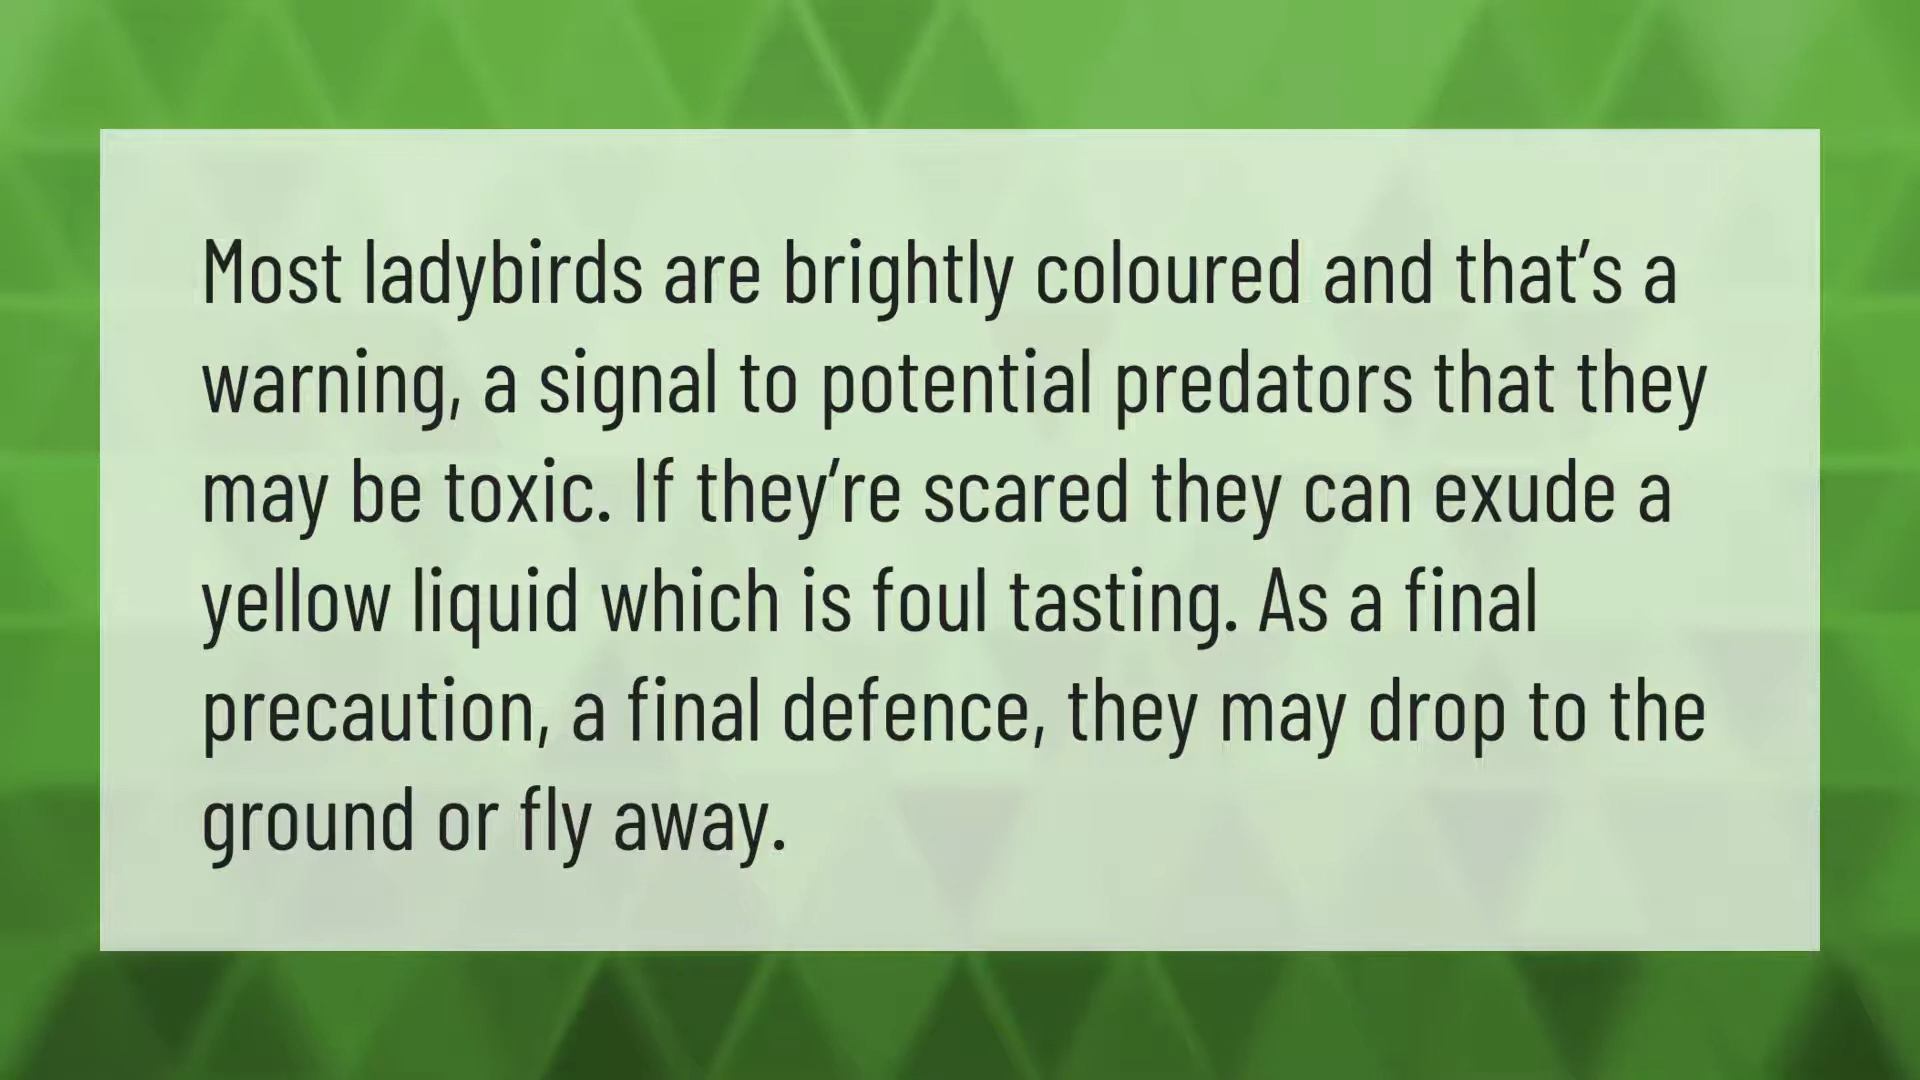 Most ladybirds are brightly coloured and that’s a
warning, a signal to potential predators that they
may be toxic. If they’re scared they can exude a
yellow liquid which is foul tasting. As a final
precaution, a final defence, they may drop to the
ground or fly away.